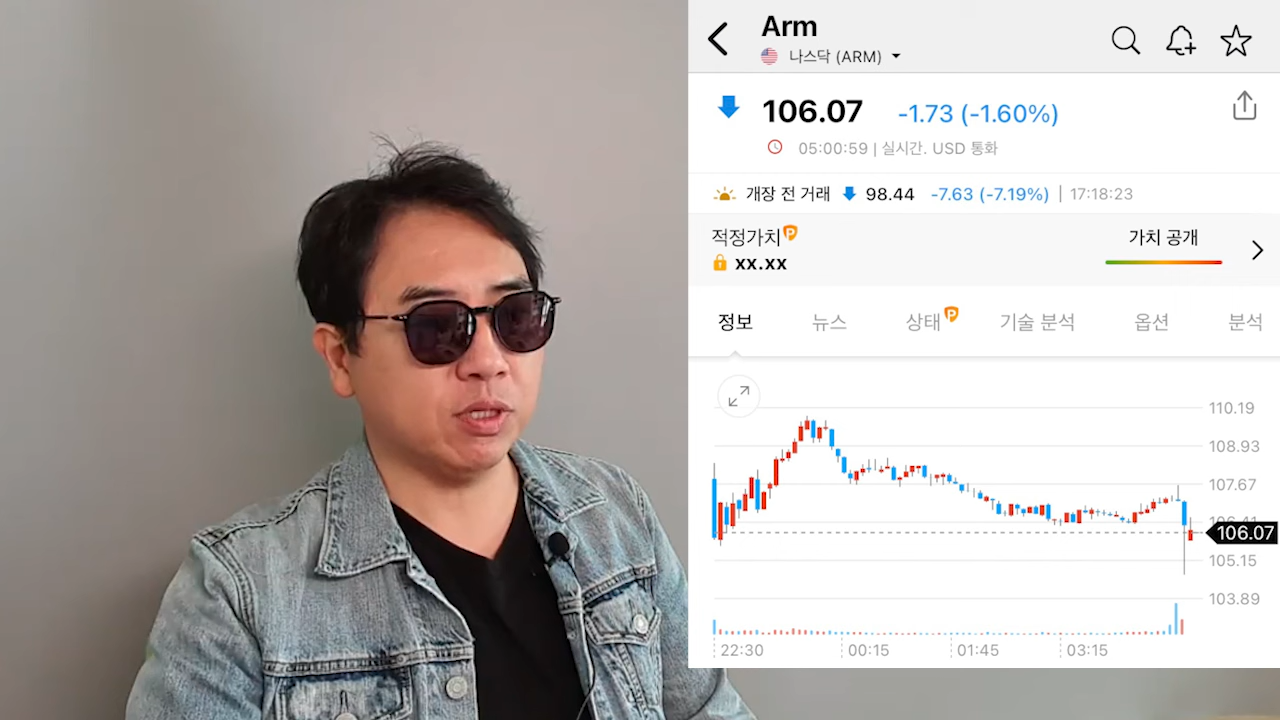 Arm
나스닥 (ARM)
106.07 -1.73 (-1.60%)
05:00:59 | 실시간. USD 통화
개장 전 거래 98.44 -7.63 (-7.19%) | 17:18:23
적정가치 P 가치 공개
xx.xx
정보 뉴스 상태 P 기술 분석 옵션 분석
110.19
108.93
107.67
106.41
106.07
105.15
103.89
22:30 00:15 01:45 03:15